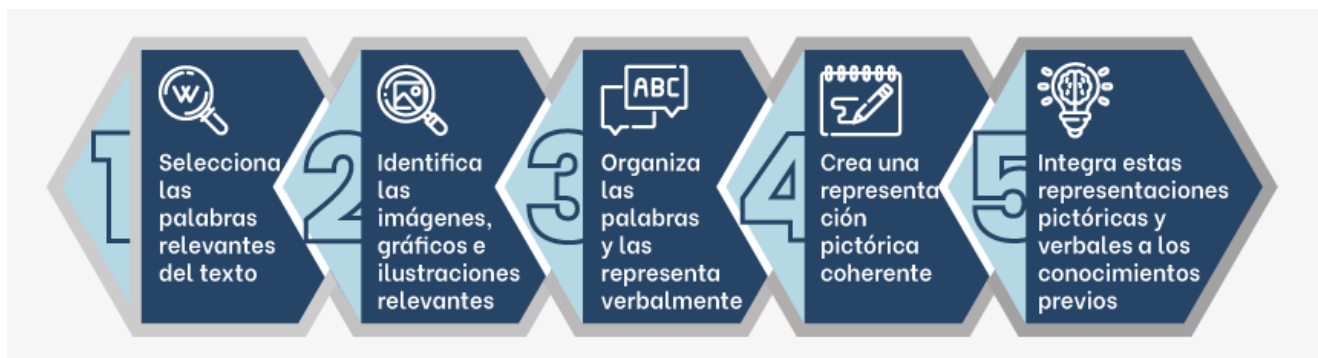 1
W
Selecciona
las
palabras
relevantes
del texto
2
Identifica
las
imágenes,
gráficos e
ilustraciones
relevantes
3
ABC
Organiza
las
palabras
y las
representa
verbalmente
4
Crea una
representa
ción
pictórica
coherente
5
Integra estas
representaciones
pictóricas y
verbales a los
conocimientos
previos